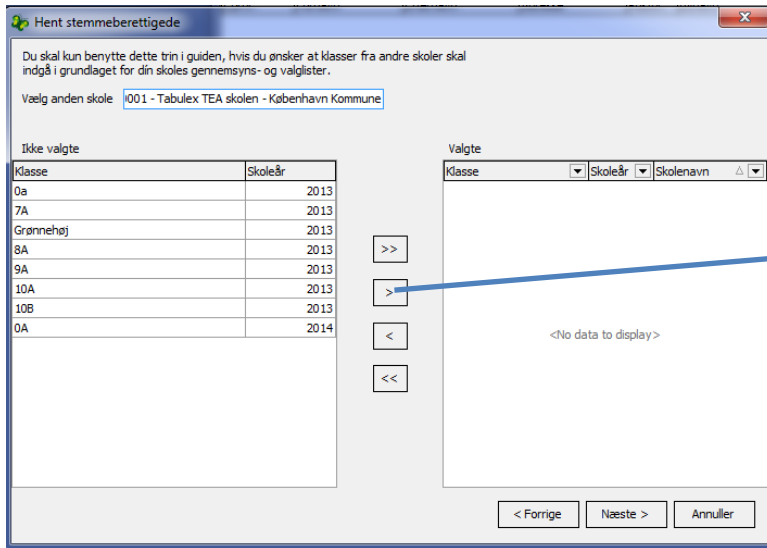 Hent stemmeberettigede
Du skal kun benytte dette trin i guiden, hvis du ønsker at klasser fra andre skoler skal
indgå i grundlaget for dín skoles gennemsyns- og valglister.
Vælg anden skole 001 - Tabulex TEA skolen - København Kommune
Ikke valgte
Klasse Skoleår
0a 2013
7A 2013
Grønnehøj 2013
8A 2013
9A 2013
10A 2013
10B 2013
0A 2014
>>
>
<
<<
Valgte
Klasse Skoleår Skolenavn
<No data to display>
< Forrige Næste > Annuller